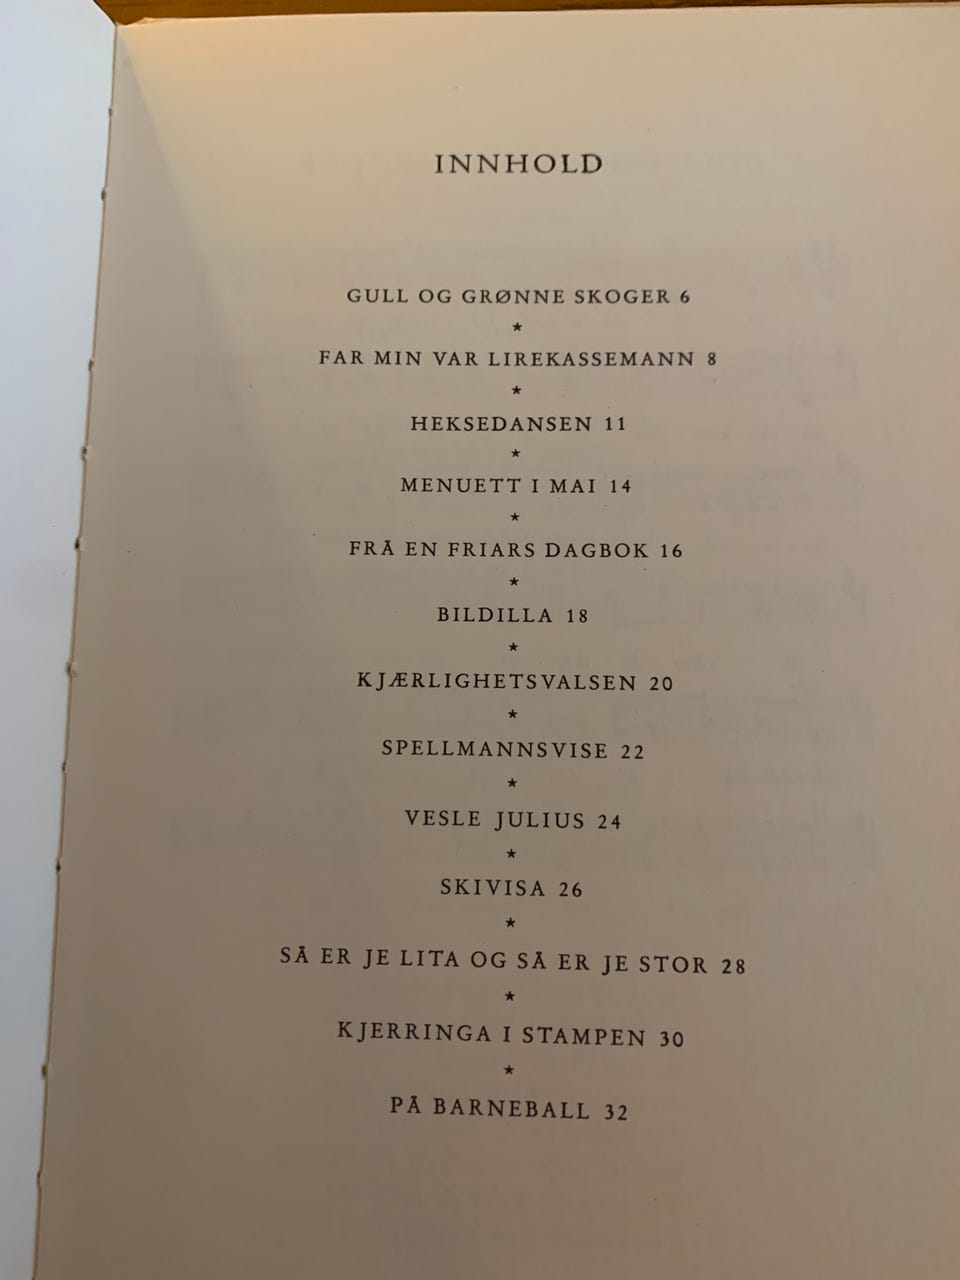 INNHOLD
GULL OG GRØNNE SKOGER 6
★
FAR MIN VAR LIREKASSEMANN 8
★
HEKSEDANSEN 11
★
MENUETT I MAI 14
★
FRÅ EN FRIARS DAGBOK 16
★
BILDILLA 18
★
KJÆRLIGHETSVALSEN 20
★
SPELLMANNSVISE 22
★
VESLE JULIUS 24
★
SKIVISA 26
★
SÅ ER JE LITA OG SÅ ER JE STOR 28
★
KJERRINGA I STAMPEN 30
★
PÅ BARNEBALL 32